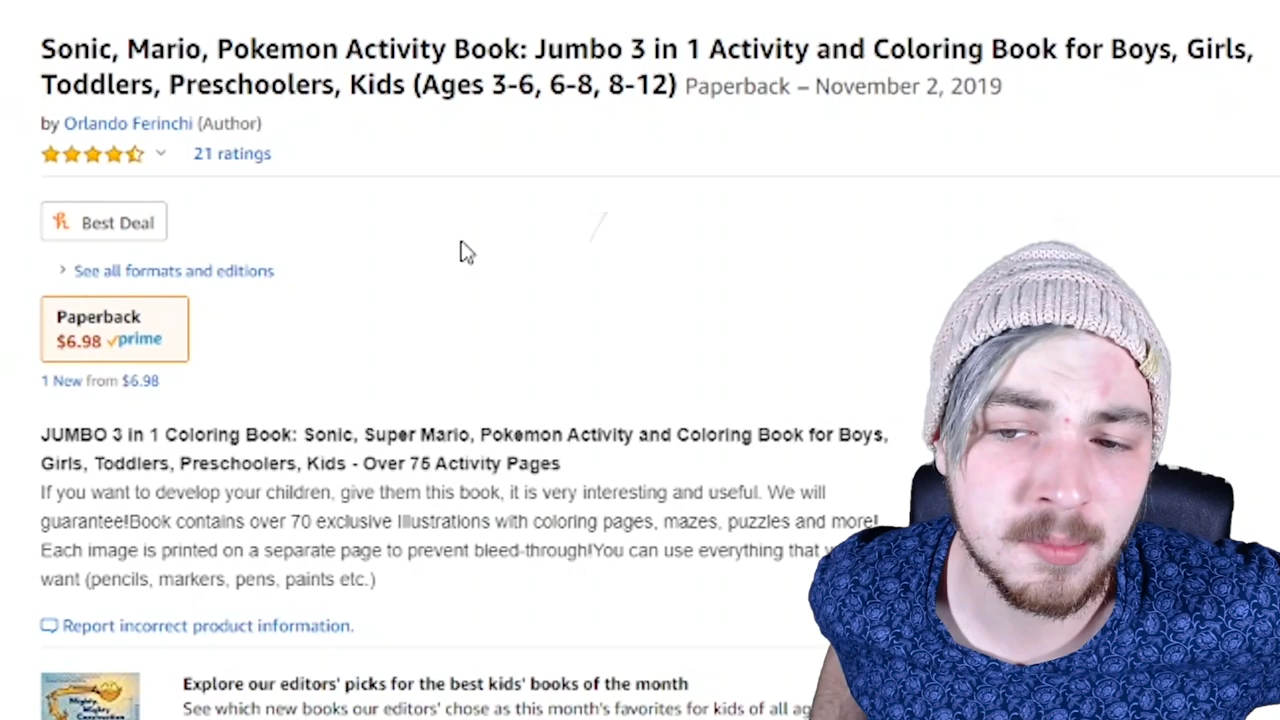 Sonic, Mario, Pokemon Activity Book: Jumbo 3 in 1 Activity and Coloring Book for Boys, Girls,
Toddlers, Preschoolers, Kids (Ages 3-6, 6-8, 8-12) Paperback – November 2, 2019
by Orlando Ferinchi (Author)
21 ratings
Best Deal
See all formats and editions
Paperback
$6.98 prime
1 New from $6.98
JUMBO 3 in 1 Coloring Book: Sonic, Super Mario, Pokemon Activity and Coloring Book for Boys,
Girls, Toddlers, Preschoolers, Kids - Over 75 Activity Pages
If you want to develop your children, give them this book, it is very interesting and useful. We will
guarantee!Book contains over 70 exclusive Illustrations with coloring pages, mazes, puzzles and more!
Each image is printed on a separate page to prevent bleed-through!You can use everything that
want (pencils, markers, pens, paints etc.)
Report incorrect product information.
Explore our editors' picks for the best kids' books of the month
See which new books our editors' chose as this month's favorites for kids of all
Mighty,
Mighty